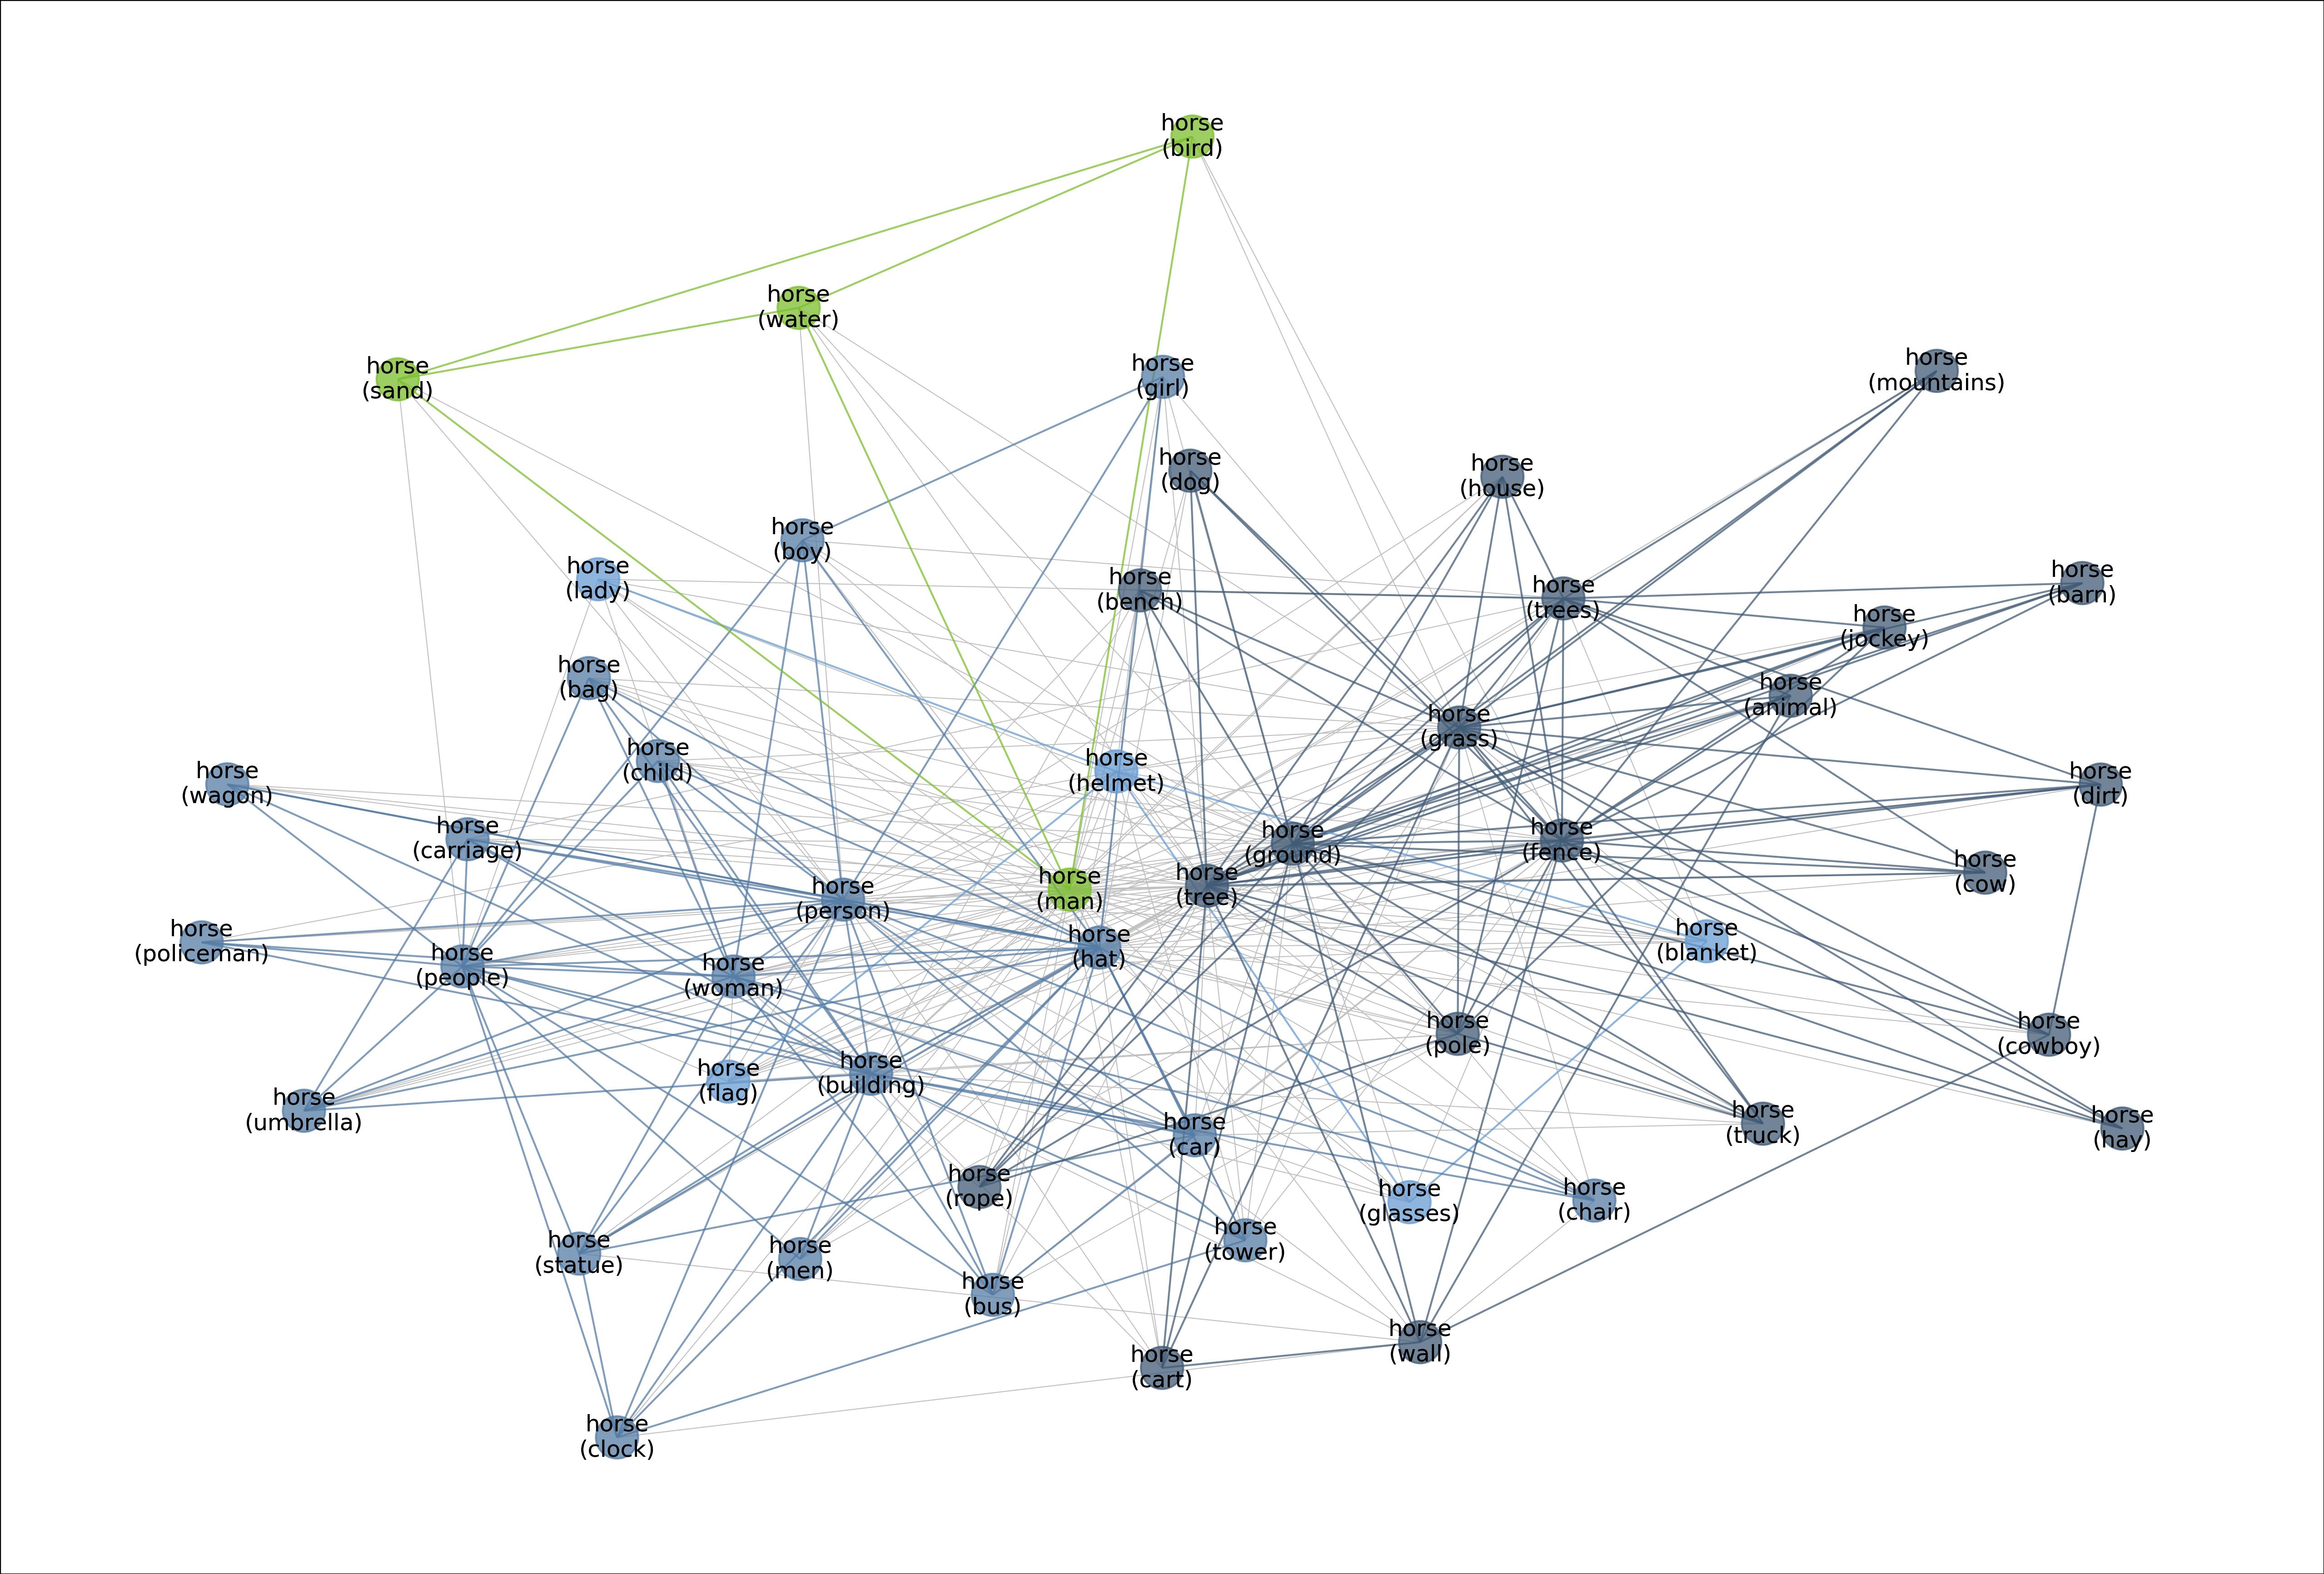 horse
(bird)
horse
(water)
horse
(sand)
horse
(girl)
horse
(mountains)
horse
(dog)
horse
(house)
horse
(boy)
horse
(lady)
horse
(bench)
horse
(trees)
horse
(barn)
horse
(jockey)
horse
(bag)
horse
(animal)
horse
(grass)
horse
(child)
horse
(helmet)
horse
(wagon)
horse
(dirt)
horse
(carriage)
horse
(ground)
horse
(fence)
horse
(cow)
horse
(man)
horse
(tree)
horse
(person)
horse
(policeman)
horse
(people)
horse
(woman)
horse
(hat)
horse
(blanket)
horse
(pole)
horse
(cowboy)
horse
(flag)
horse
(building)
horse
(umbrella)
horse
(car)
horse
(truck)
horse
(hay)
horse
(rope)
horse
(glasses)
horse
(chair)
horse
(tower)
horse
(statue)
horse
(men)
horse
(bus)
horse
(wall)
horse
(cart)
horse
(clock)